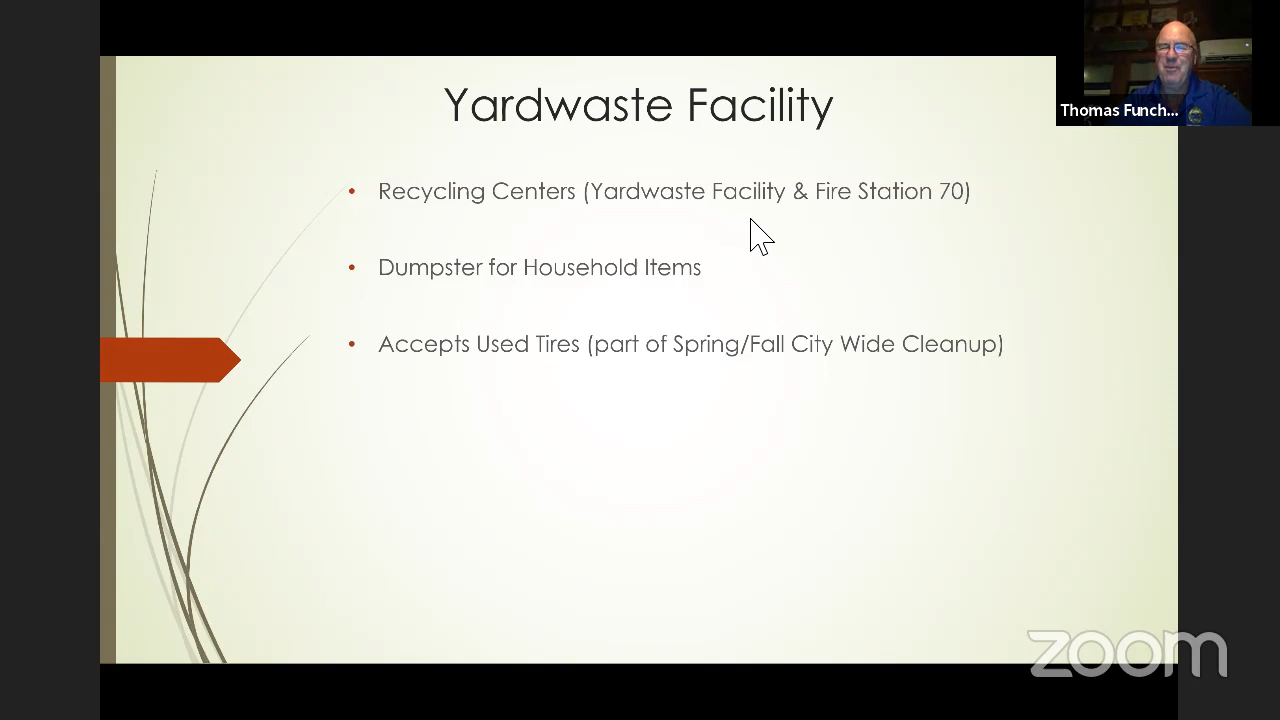 Yardwaste Facility
Thomas Funch...
• Recycling Centers (Yardwaste Facility & Fire Station 70)
• Dumpster for Household Items
• Accepts Used Tires (part of Spring/Fall City Wide Cleanup)
zoom